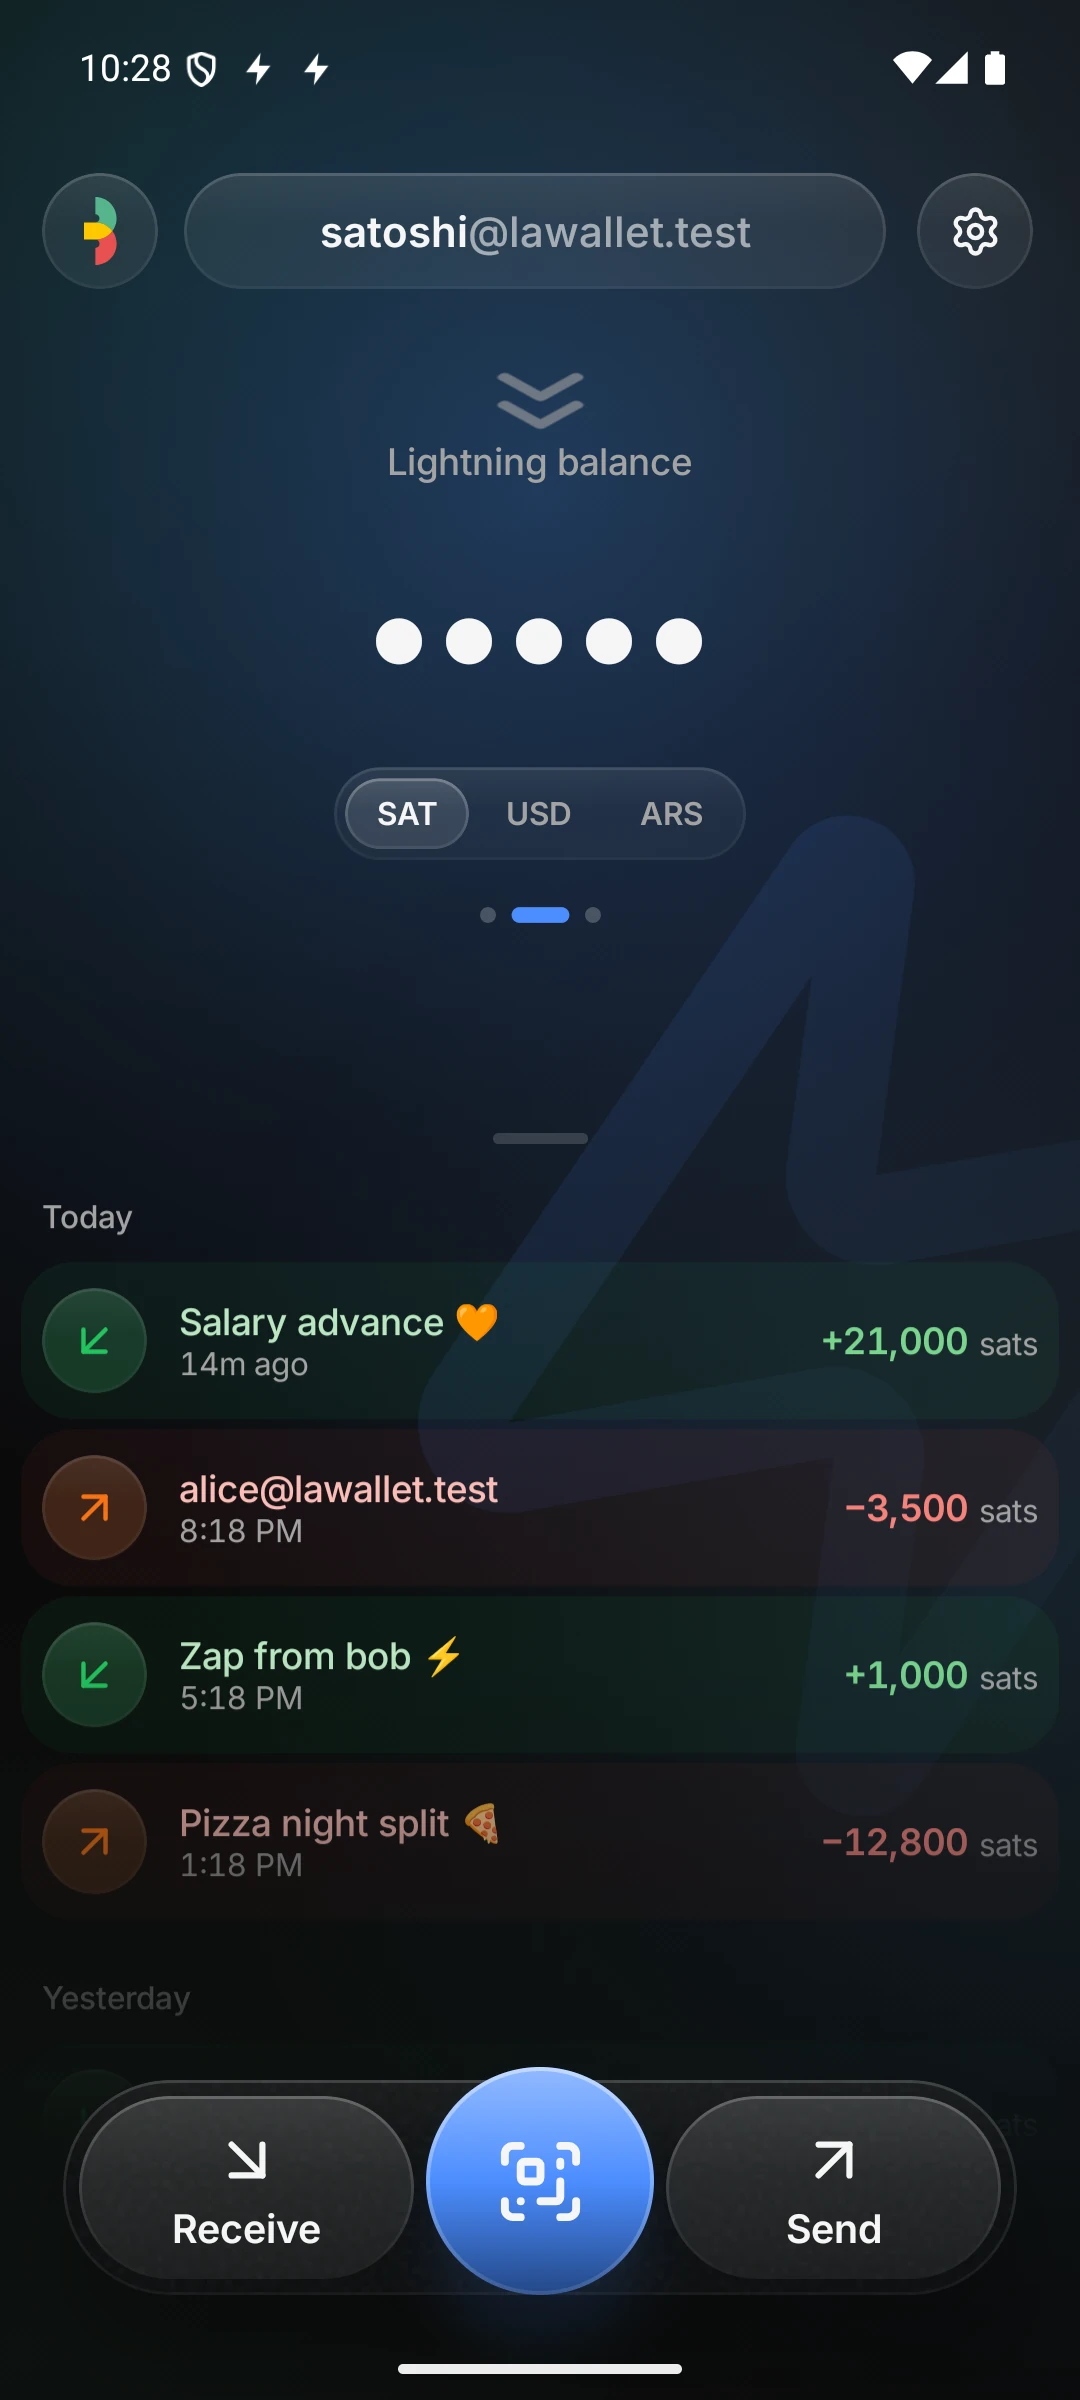 10:28
satoshi@lawallet.test
Lightning balance
SAT USD ARS
Today
Salary advance 🧡
14m ago
+21,000 sats
alice@lawallet.test
8:18 PM
−3,500 sats
Zap from bob ⚡
5:18 PM
+1,000 sats
Pizza night split 🍕
1:18 PM
−12,800 sats
Yesterday
Receive
Send